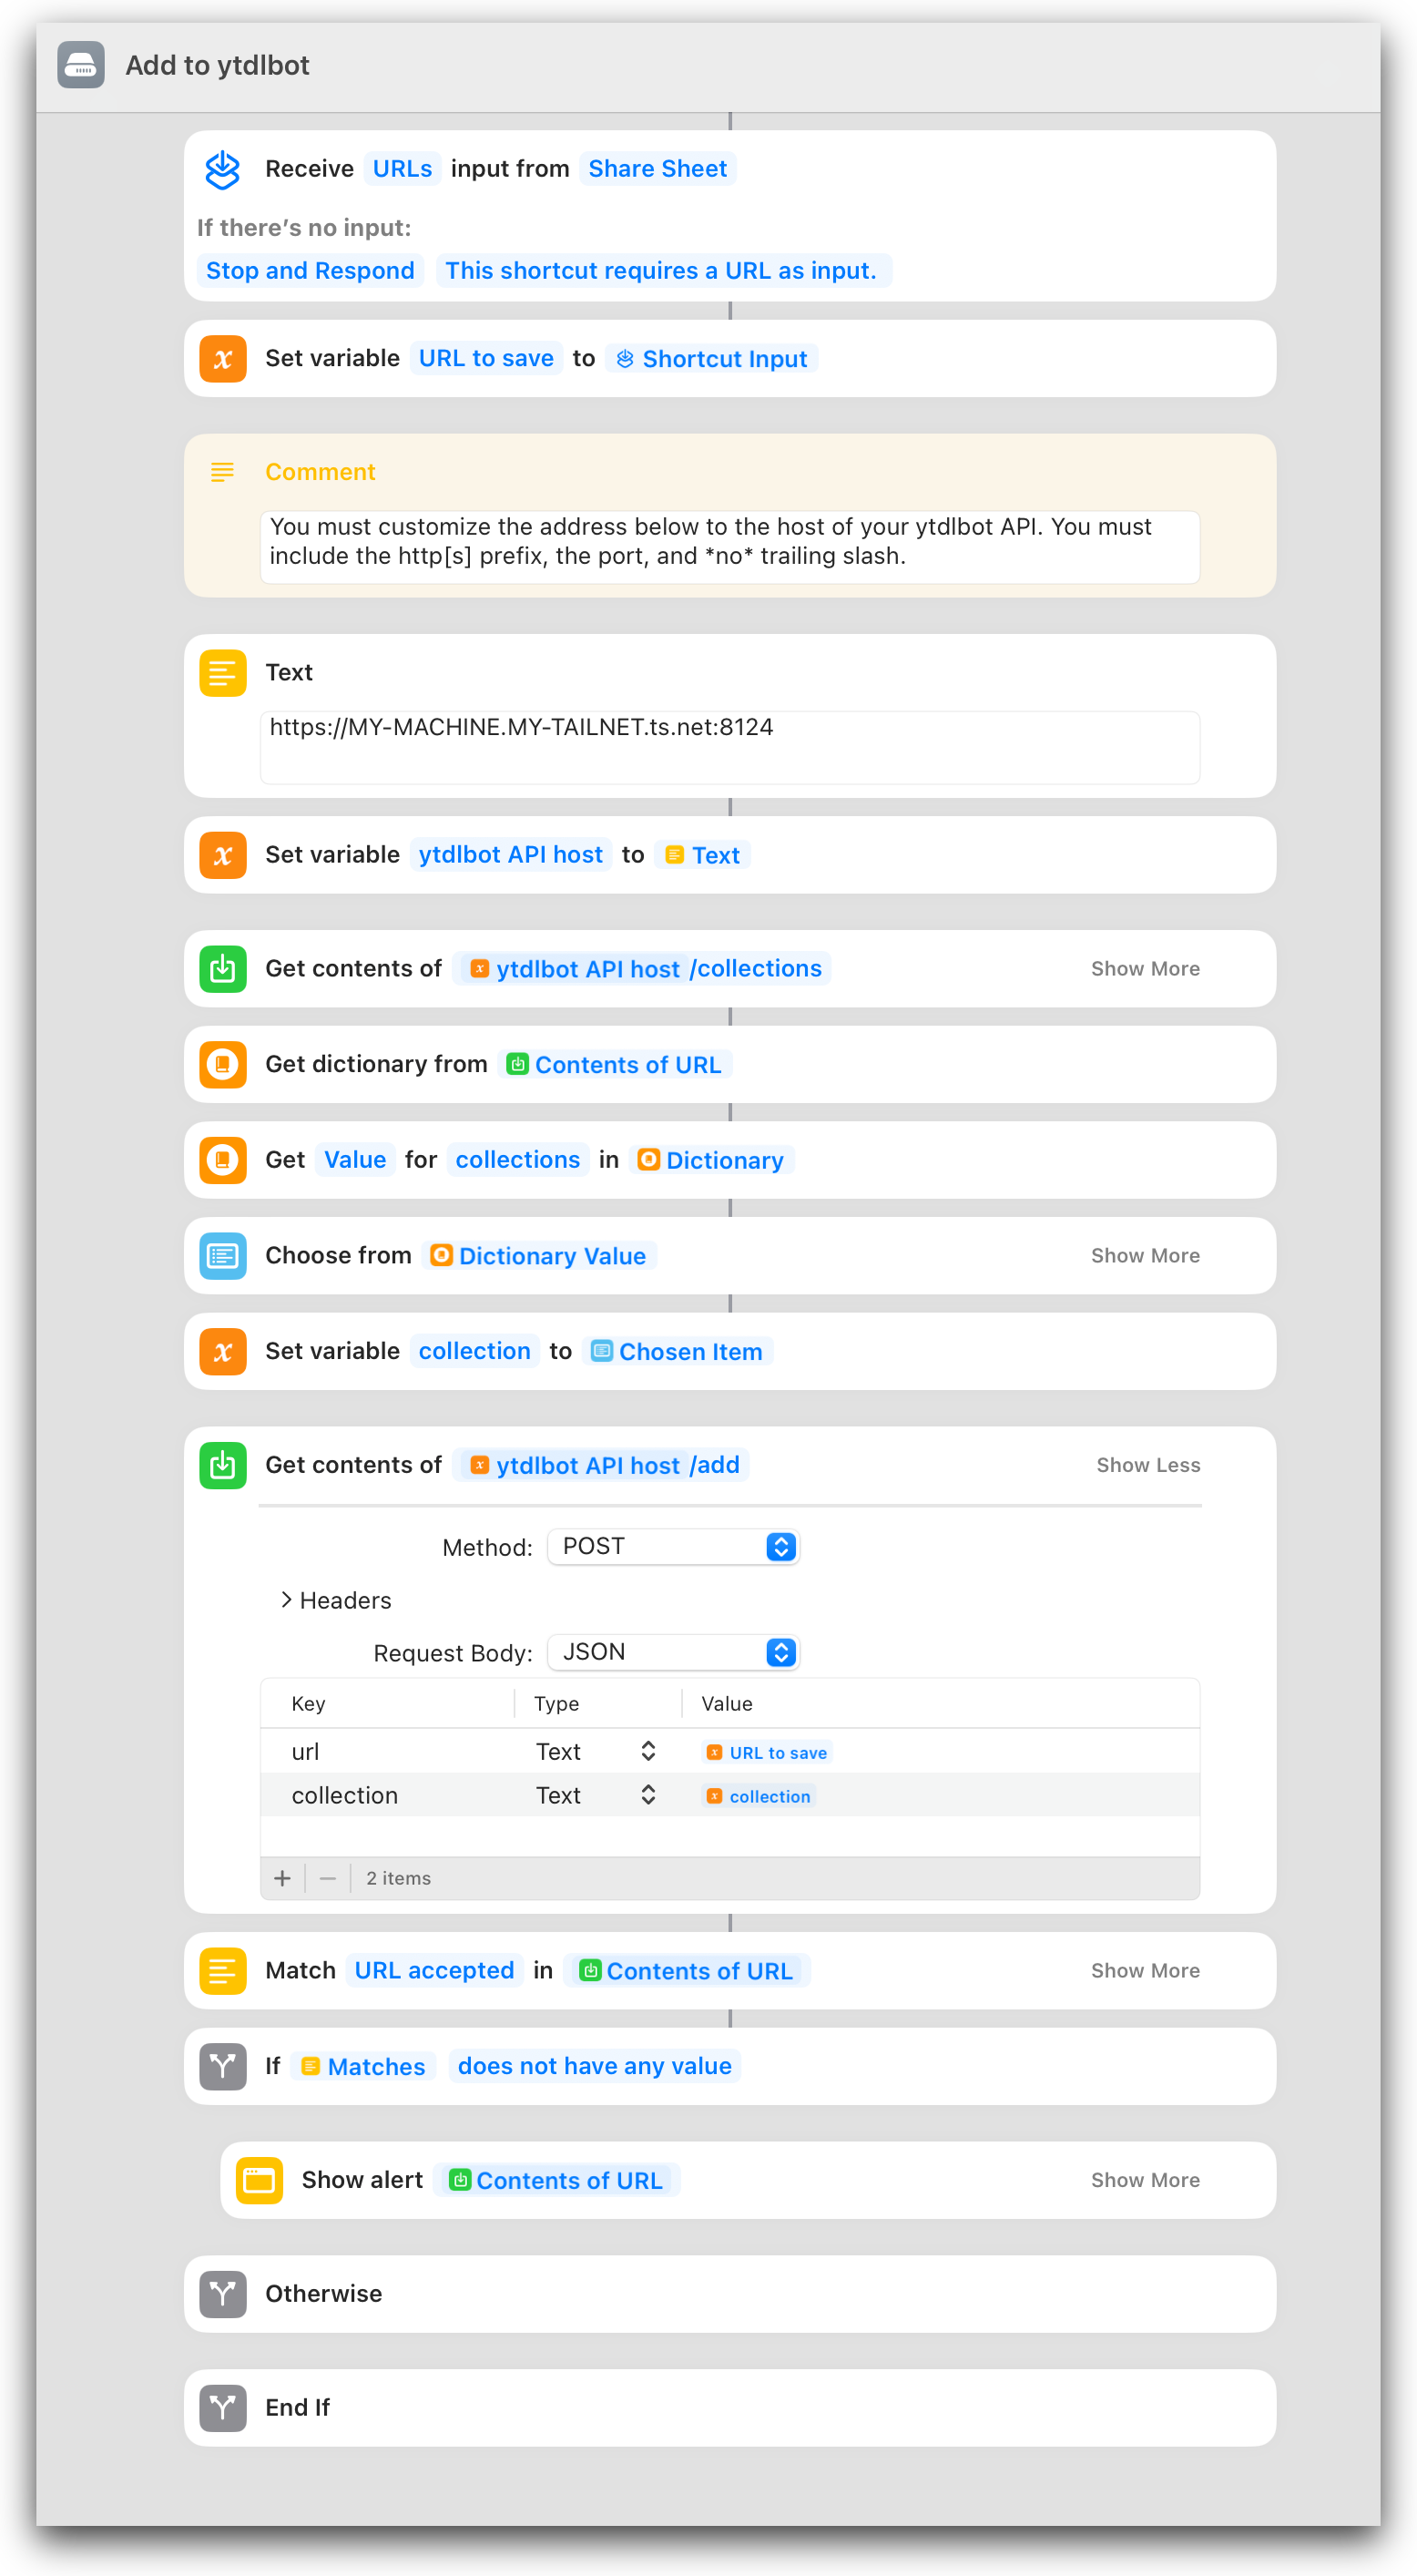 Add to ytdlbot
Receive URLs input from Share Sheet
If there’s no input:
Stop and Respond This shortcut requires a URL as input.
Set variable URL to save to Shortcut Input
Comment
You must customize the address below to the host of your ytdlbot API. You must
include the http[s] prefix, the port, and *no* trailing slash.
Text
https://MY-MACHINE.MY-TAILNET.ts.net:8124
Set variable ytdlbot API host to Text
Get contents of ytdlbot API host /collections Show More
Get dictionary from Contents of URL
Get Value for collections in Dictionary
Choose from Dictionary Value Show More
Set variable collection to Chosen Item
Get contents of ytdlbot API host /add Show Less
Method: POST
Headers
Request Body: JSON
Key Type Value
url Text URL to save
collection Text collection
+ − 2 items
Match URL accepted in Contents of URL Show More
If Matches does not have any value
Show alert Contents of URL Show More
Otherwise
End If